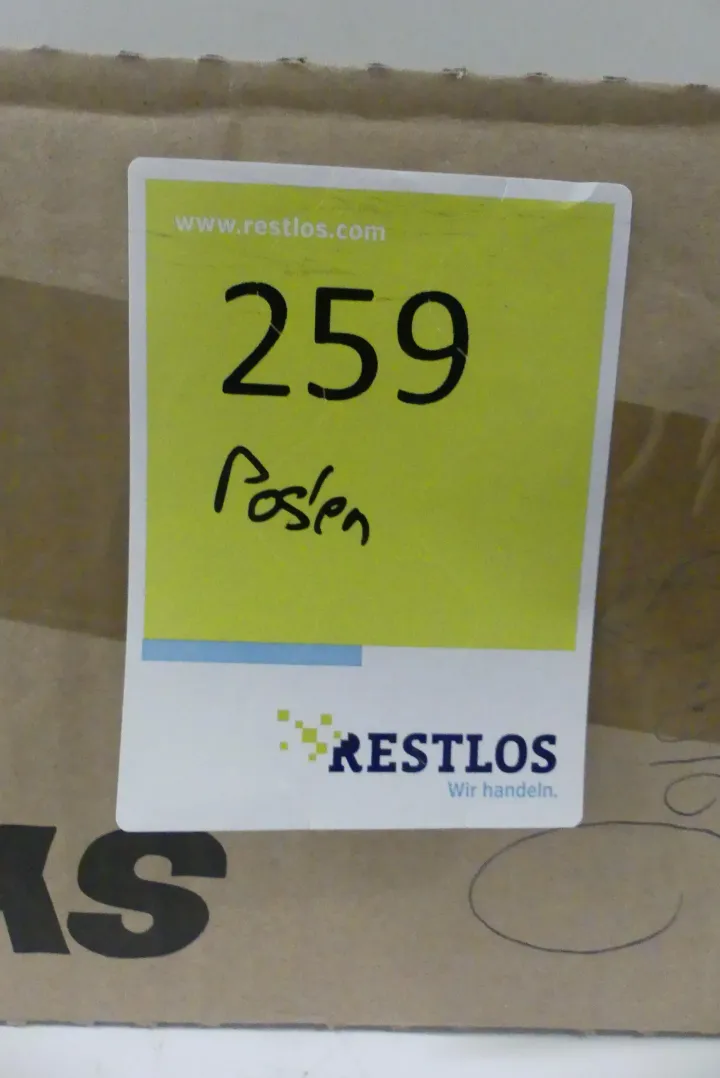 www.restlos.com
259
Posten
RESTLOS
Wir handeln.